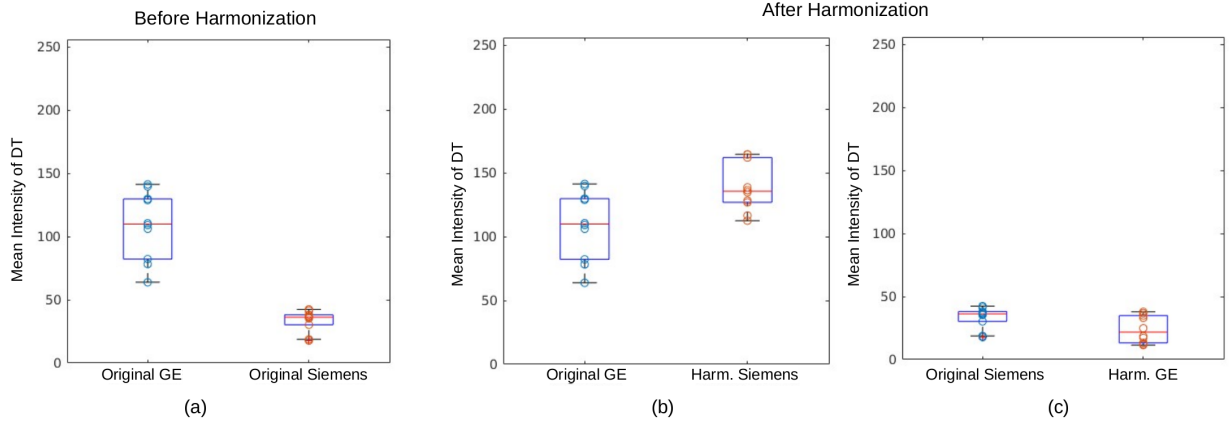 Before Harmonization
After Harmonization
Mean Intensity of DT
250
200
150
100
50
0
Original GE
Original Siemens
(a)
Mean Intensity of DT
250
200
150
100
50
0
Original GE
Harm. Siemens
(b)
Mean Intensity of DT
250
200
150
100
50
0
Original Siemens
Harm. GE
(c)